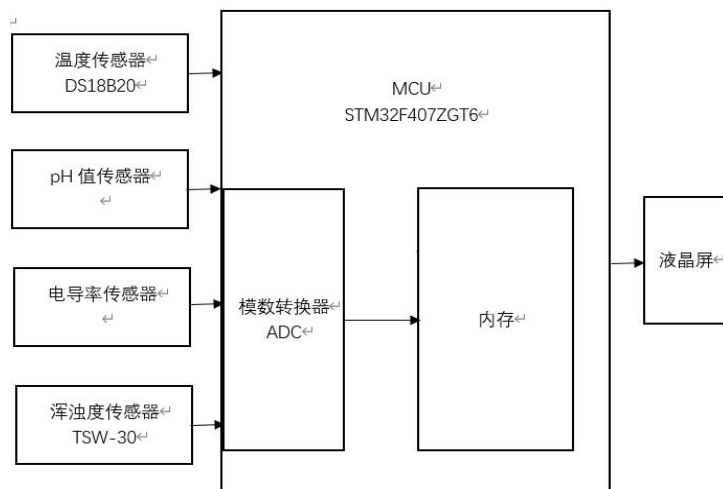 温度传感器
DS18B20
pH 值传感器
电导率传感器
浑浊度传感器
TSW-30
MCU
STM32F407ZGT6
模数转换器
ADC
内存
液晶屏